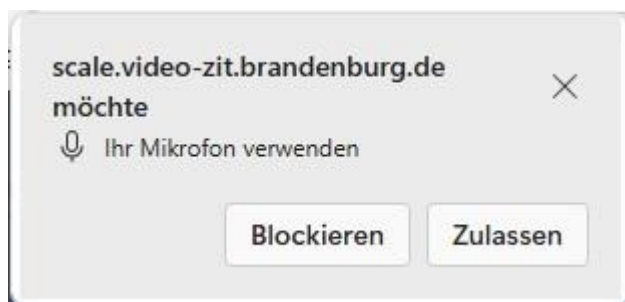 scale.video-zit.brandenburg.de
möchte
Ihr Mikrofon verwenden
Blockieren Zulassen